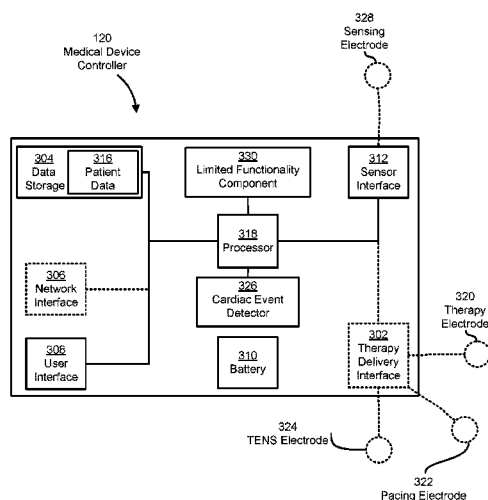 328
Sensing
Electrode
120
Medical Device
Controller
304
Data
Storage
316
Patient
Data
330
Limited Functionality
Component
312
Sensor
Interface
318
Processor
306
Network
Interface
326
Cardiac Event
Detector
320
Therapy
Electrode
308
User
Interface
310
Battery
302
Therapy
Delivery
Interface
324
TENS Electrode
322
Pacing Electrode